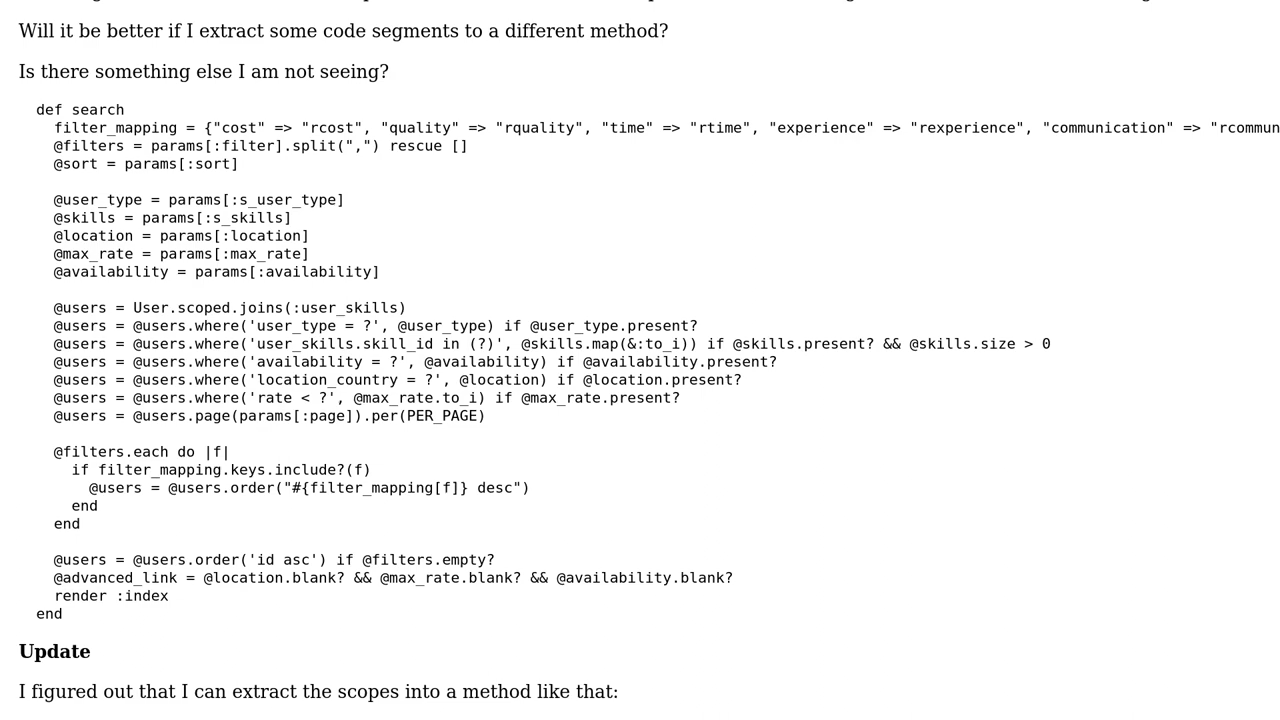 Will it be better if I extract some code segments to a different method?
Is there something else I am not seeing?
def search
filter_mapping = {"cost" => "rcost", "quality" => "rquality", "time" => "rtime", "experience" => "rexperience", "communication" => "rcommun
@filters = params[:filter].split(",") rescue []
@sort = params[:sort]
@user_type = params[:s_user_type]
@skills = params[:s_skills]
@location = params[:location]
@max_rate = params[:max_rate]
@availability = params[:availability]
@users = User.scoped.joins(:user_skills)
@users = @users.where('user_type = ?', @user_type) if @user_type.present?
@users = @users.where('user_skills.skill_id in (?)', @skills.map(&:to_i)) if @skills.present? && @skills.size > 0
@users = @users.where('availability = ?', @availability) if @availability.present?
@users = @users.where('location_country = ?', @location) if @location.present?
@users = @users.where('rate < ?', @max_rate.to_i) if @max_rate.present?
@users = @users.page(params[:page]).per(PER_PAGE)
@filters.each do |f|
if filter_mapping.keys.include?(f)
@users = @users.order("#{filter_mapping[f]} desc")
end
end
@users = @users.order('id asc') if @filters.empty?
@advanced_link = @location.blank? && @max_rate.blank? && @availability.blank?
render :index
end
Update
I figured out that I can extract the scopes into a method like that: